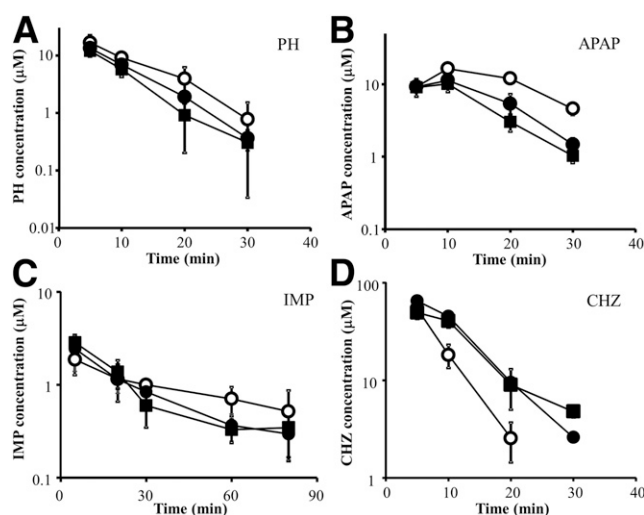 A
PH
PH concentration (μM)
100
10
1
0.1
0.01
0 10 20 30 40
Time (min)
B
APAP
APAP concentration (μM)
100
10
1
0.1
0 10 20 30 40
Time (min)
C
IMP
IMP concentration (μM)
10
1
0.1
0 30 60 90
Time (min)
D
CHZ
CHZ concentration (μM)
100
10
1
0 10 20 30 40
Time (min)